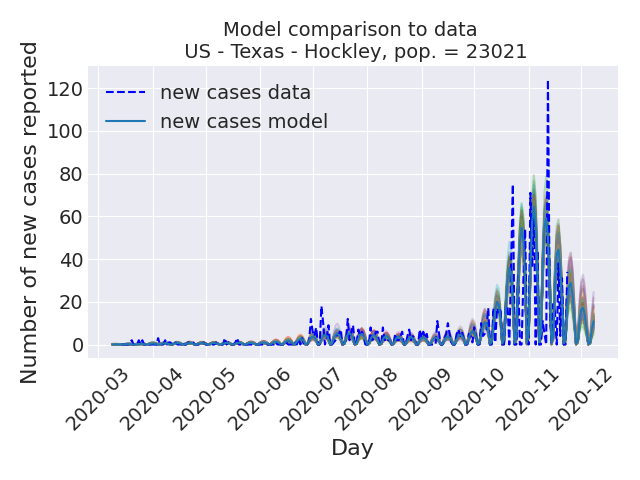 Model comparison to data
US - Texas - Hockley, pop. = 23021
Number of new cases reported
120
100
80
60
40
20
0
new cases data
new cases model
2020-03
2020-04
2020-05
2020-06
2020-07
2020-08
2020-09
2020-10
2020-11
2020-12
Day